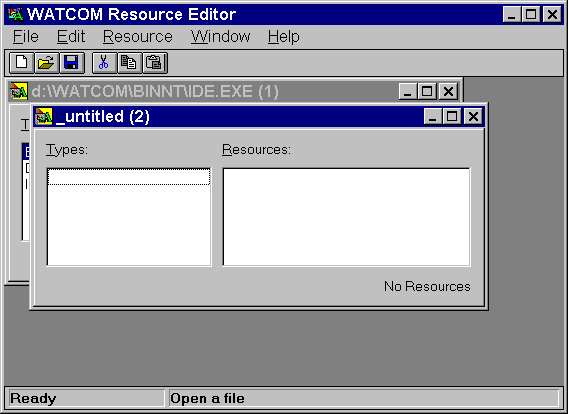 WATCOM Resource Editor
File Edit Resource Window Help
d:\WATCOM\BINNT\IDE.EXE (1)
_untitled (2)
Types: Resources:
No Resources
Ready Open a file